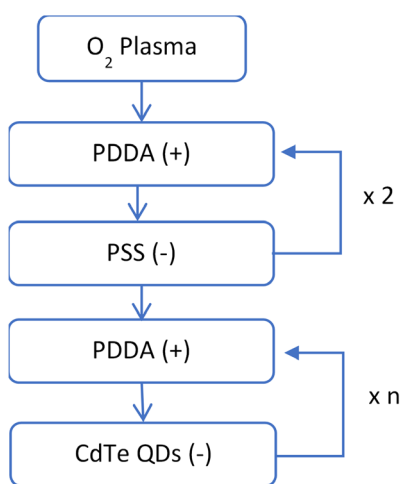 O₂ Plasma
PDDA (+)
x 2
PSS (-)
PDDA (+)
x n
CdTe QDs (-)